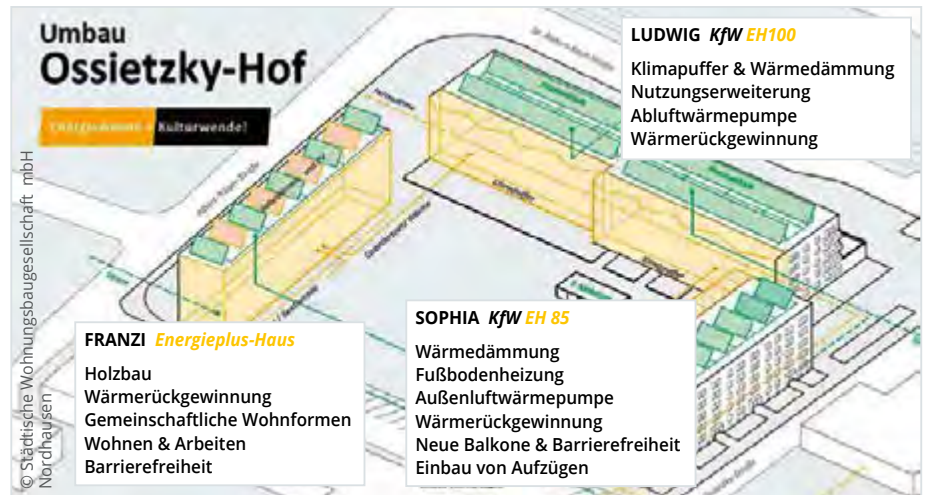 Umbau
Ossietzky-Hof
Kulturwende!
LUDWIG KfW EH100
Klimapuffer & Wärmedämmung
Nutzungserweiterung
Abluftwärmepumpe
Wärmerückgewinnung
FRANZI Energieplus-Haus
Holzbau
Wärmerückgewinnung
Gemeinschaftliche Wohnformen
Wohnen & Arbeiten
Barrierefreiheit
SOPHIA KfW EH 85
Wärmedämmung
Fußbodenheizung
Außenluftwärmepumpe
Wärmerückgewinnung
Neue Balkone & Barrierefreiheit
Einbau von Aufzügen
© Städtische Wohnungsbaugesellschaft mbH
Nordhausen